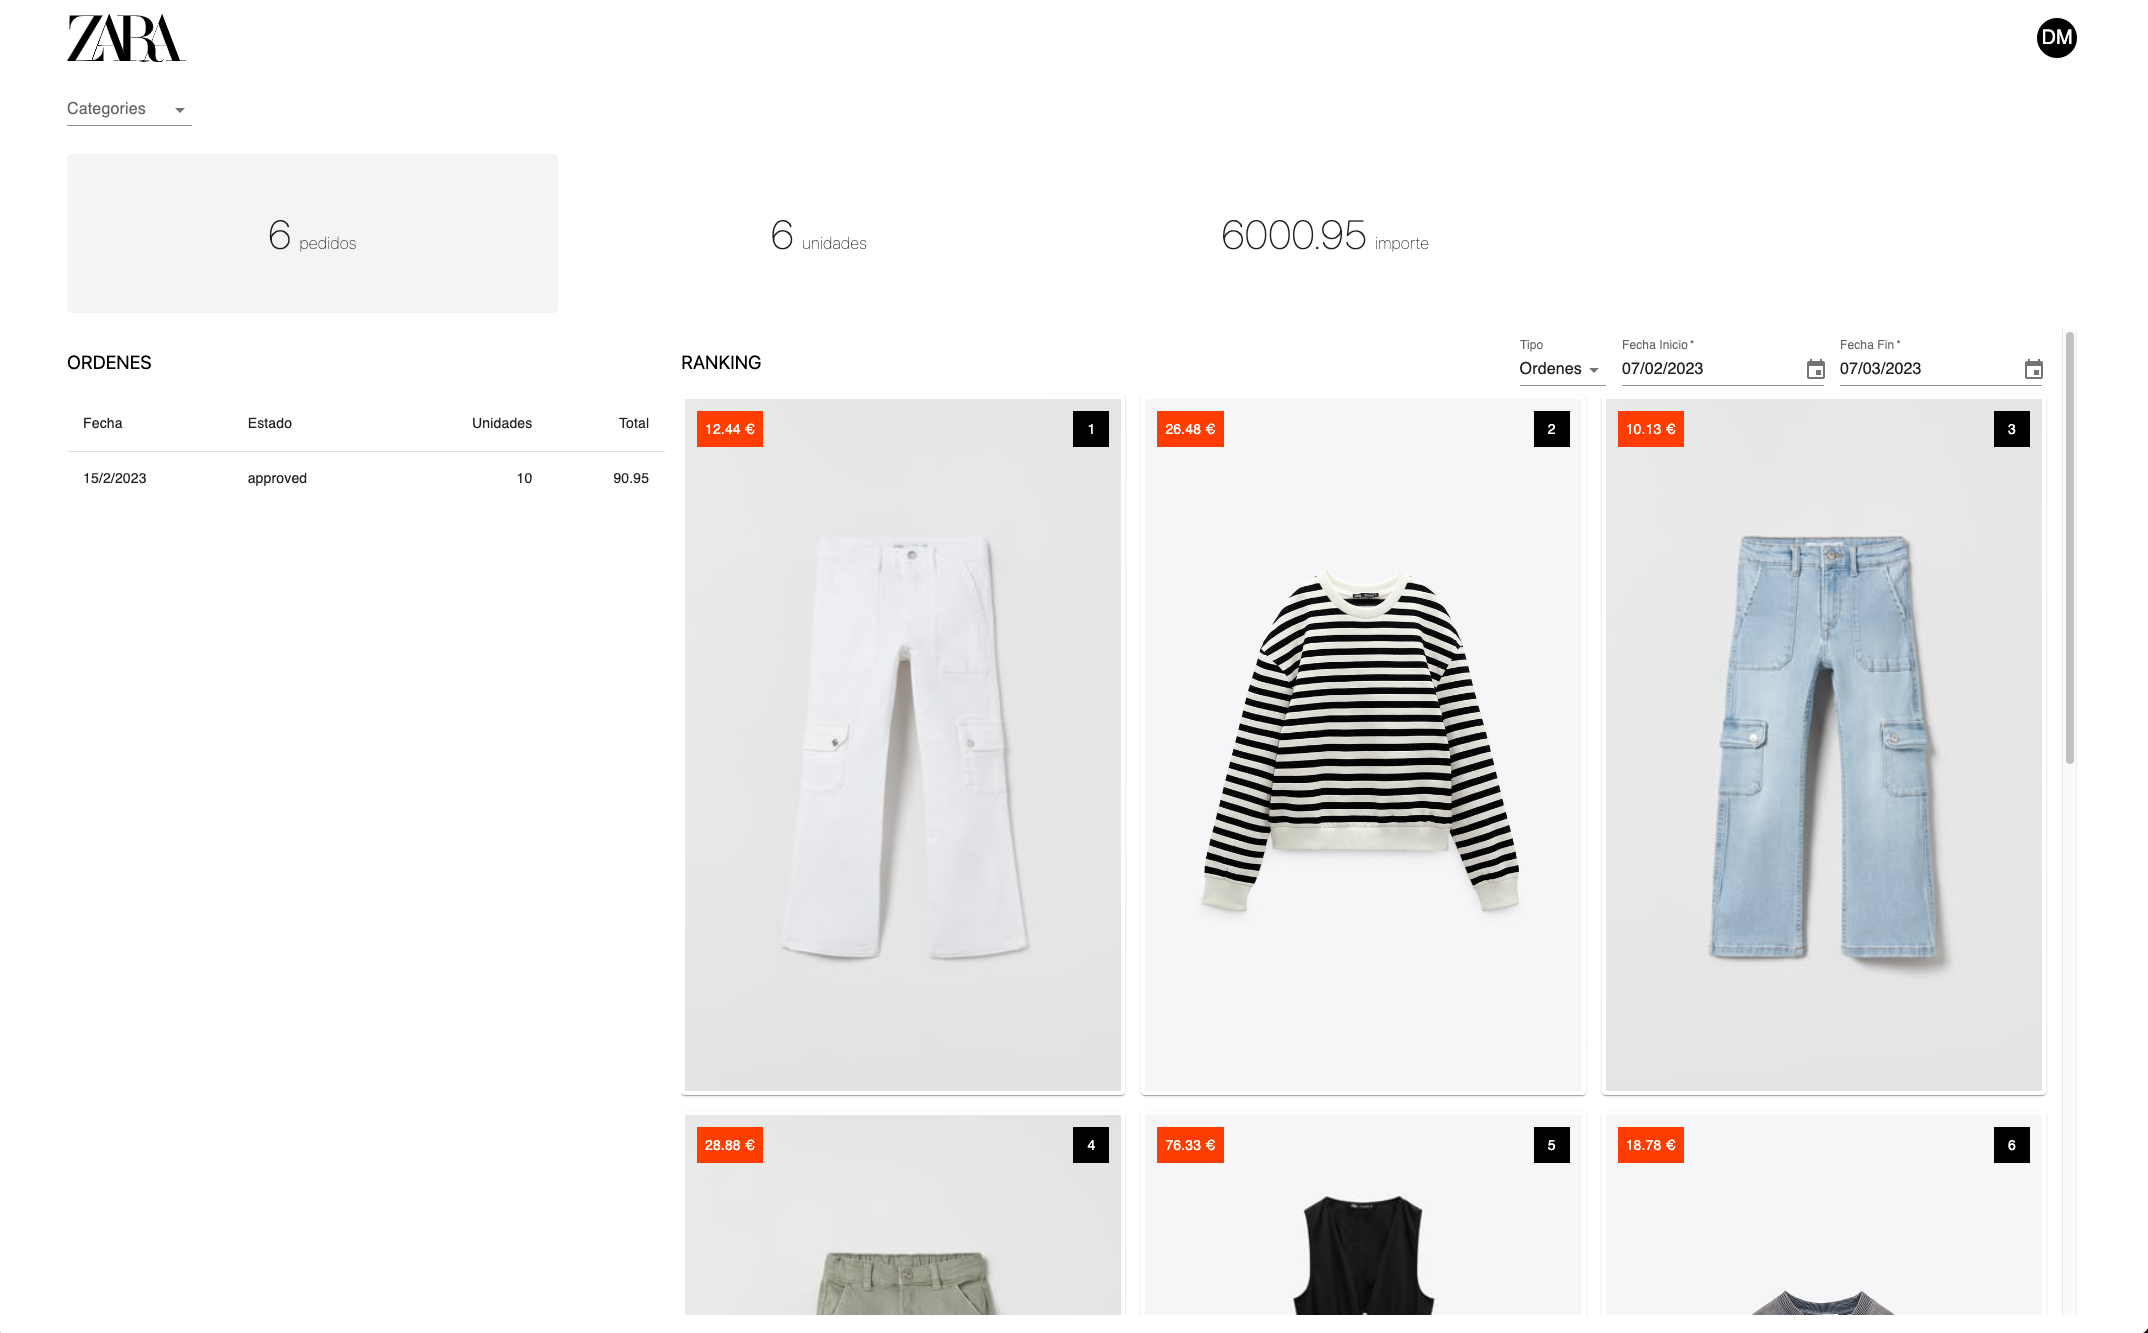 ZARA
DM
Categories
6 pedidos
6 unidades
6000.95 importe
ORDENES
Fecha Estado Unidades Total
15/2/2023 approved 10 90.95
RANKING
Tipo
Ordenes
Fecha Inicio *
07/02/2023
Fecha Fin *
07/03/2023
12.44 €
1
26.48 €
2
10.13 €
3
28.88 €
4
76.33 €
5
18.78 €
6